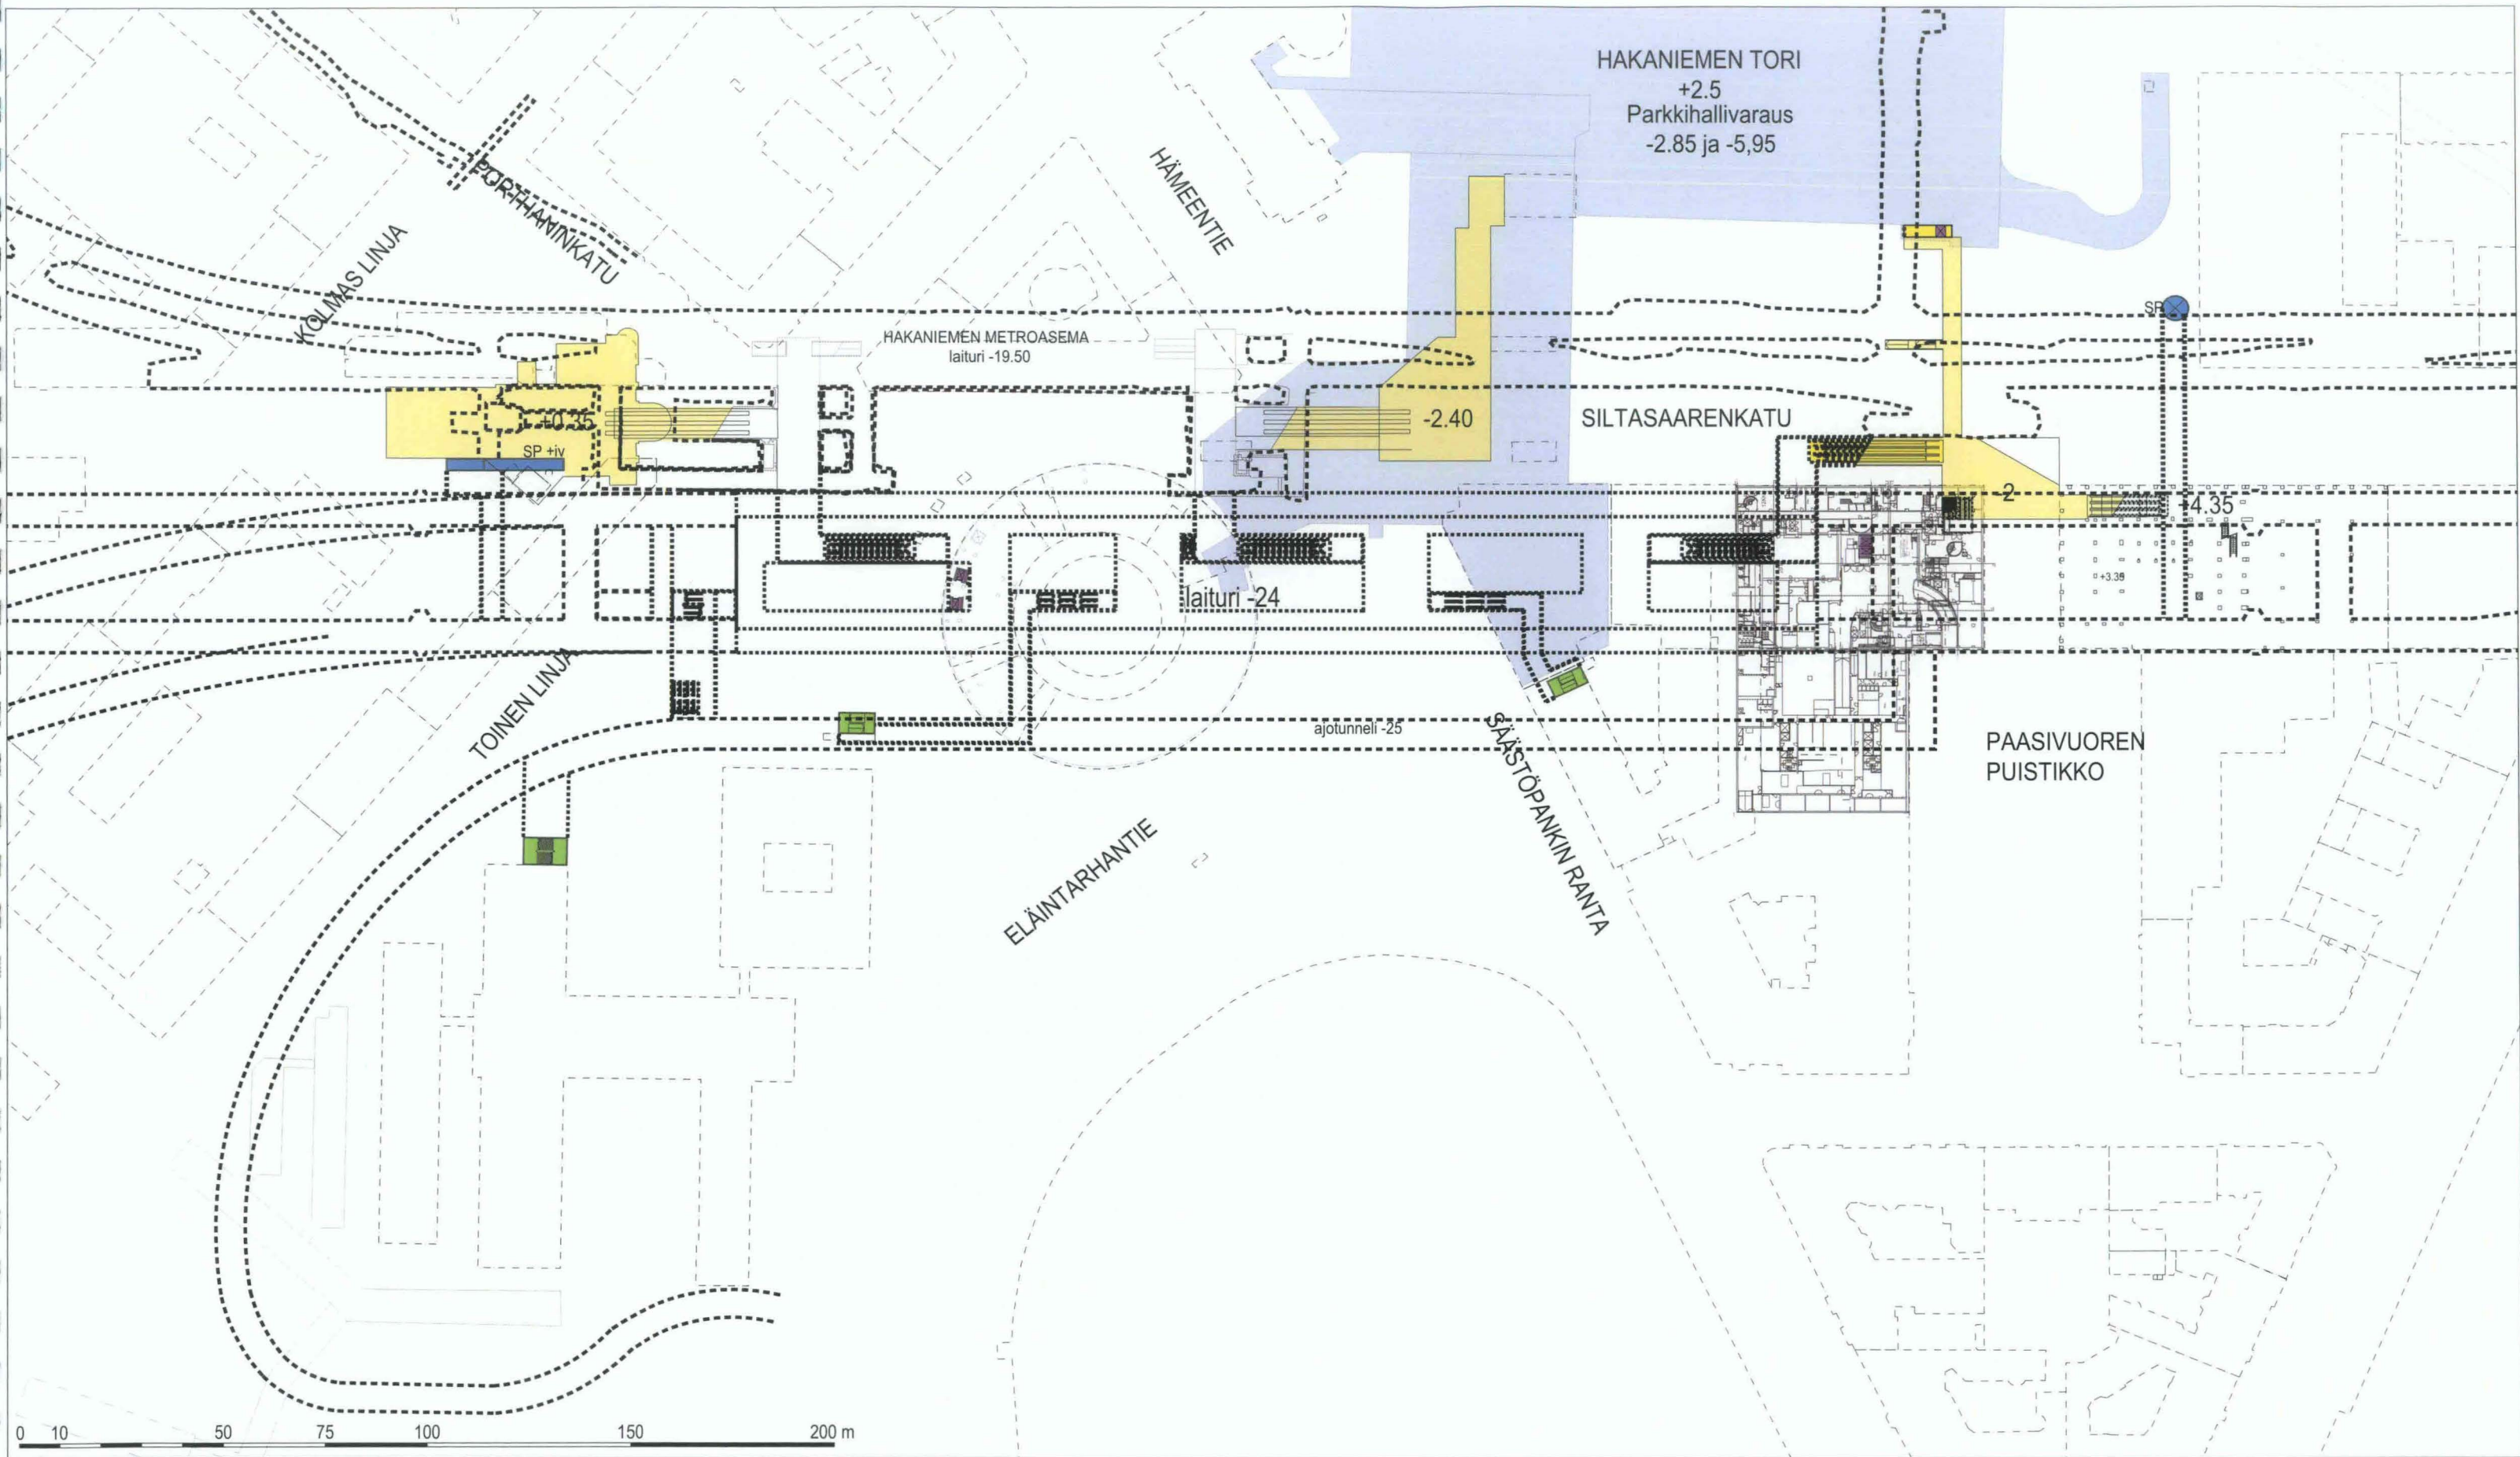 HAKANIEMEN TORI
+2.5
Parkkihallivaraus
-2.85 ja -5,95
PORTHANINKATU
KOLMAS LINJA
HÄMEENTIE
HAKANIEMEN METROASEMA
laituri -19.50
SP
+0.35
-2.40
SILTASAARENKATU
SP +iv
-2
+4.35
+3.35
laituri -24
TOINEN LINJA
ajotunneli -25
SÄÄSTÖPANKIN RANTA
PAASIVUOREN
PUISTIKKO
ELÄINTARHANTIE
0 10 50 75 100 150 200 m